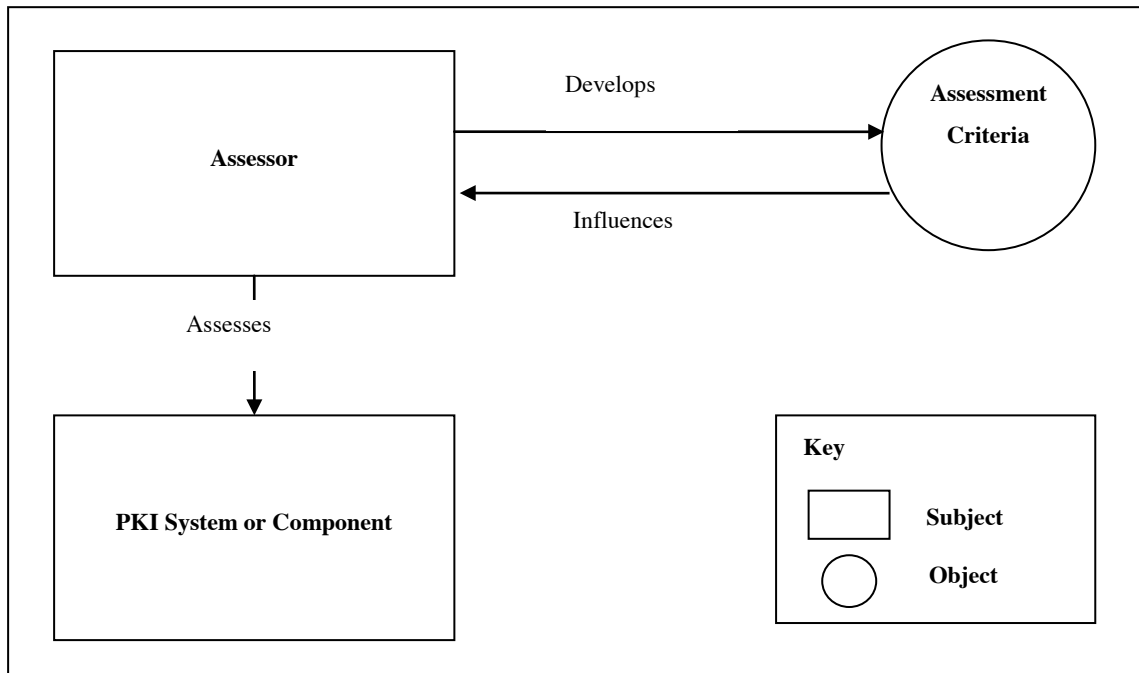 Develops
Assessment
Criteria
Assessor
Influences
Assesses
PKI System or Component
Key
Subject
Object